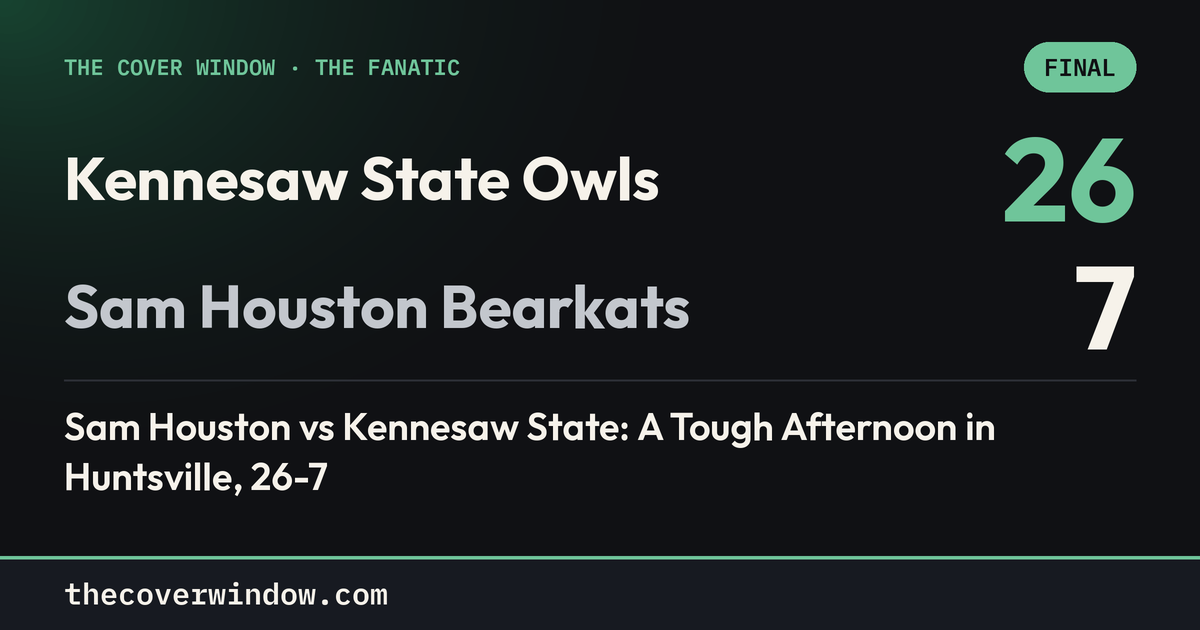 THE COVER WINDOW · THE FANATIC
FINAL
Kennesaw State Owls
26
Sam Houston Bearkats
7
Sam Houston vs Kennesaw State: A Tough Afternoon in
Huntsville, 26-7
thecoverwindow.com